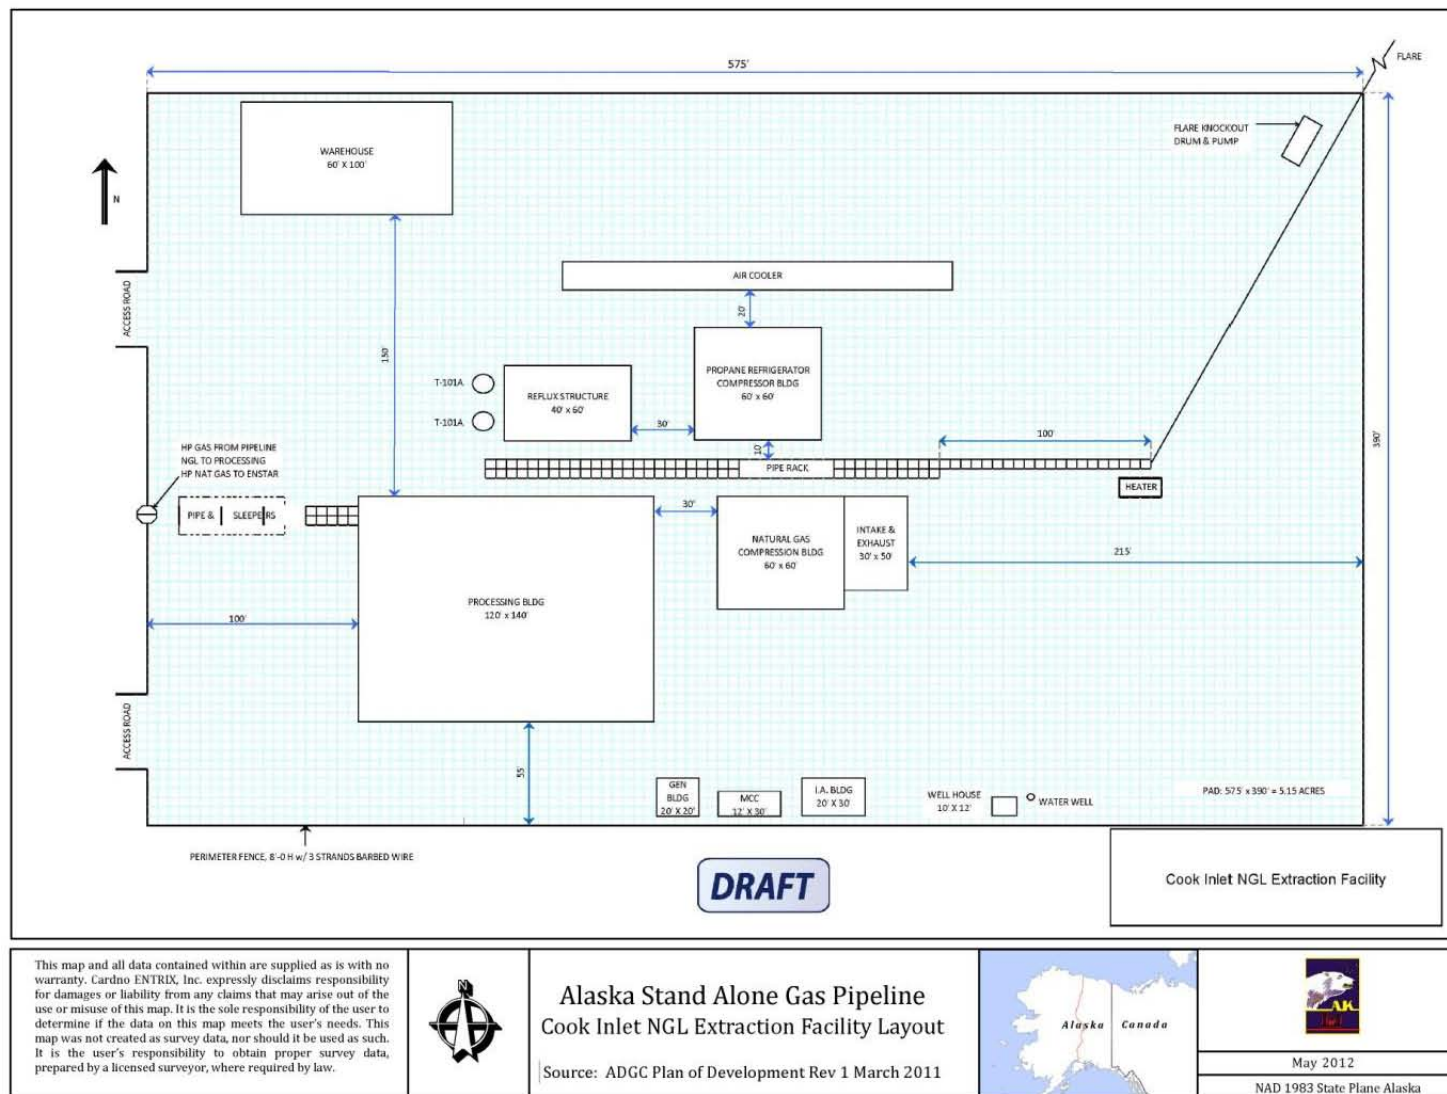 575'
FLARE
WAREHOUSE
60' X 100'
FLARE KNOCKOUT
DRUM & PUMP
N
ACCESS ROAD
AIR COOLER
20'
150'
PROPANE REFRIGERATOR
COMPRESSOR BLDG
60' x 60'
T-101A
T-101A
REFLUX STRUCTURE
40' x 60'
30'
10'
100'
390'
HP GAS FROM PIPELINE
NGL TO PROCESSING
HP NAT GAS TO ENSTAR
PIPE RACK
HEATER
PIPE & SLEEPERS
30'
NATURAL GAS
COMPRESSION BLDG
60' x 60'
INTAKE &
EXHAUST
30' x 50'
215'
PROCESSING BLDG
120' x 140'
100'
ACCESS ROAD
55'
GEN
BLDG
20' X 20'
MCC
12' X 30'
I.A. BLDG
20' X 30'
WELL HOUSE
10' X 12'
WATER WELL
PAD: 575' x 390' = 5.15 ACRES
PERIMETER FENCE, 8'-0 H w/ 3 STRANDS BARBED WIRE
DRAFT
Cook Inlet NGL Extraction Facility
This map and all data contained within are supplied as is with no
warranty. Cardno ENTRIX, Inc. expressly disclaims responsibility
for damages or liability from any claims that may arise out of the
use or misuse of this map. It is the sole responsibility of the user to
determine if the data on this map meets the user's needs. This
map was not created as survey data, nor should it be used as such.
It is the user's responsibility to obtain proper survey data,
prepared by a licensed surveyor, where required by law.
N
Alaska Stand Alone Gas Pipeline
Cook Inlet NGL Extraction Facility Layout
Source: ADGC Plan of Development Rev 1 March 2011
Alaska
Canada
AK
May 2012
NAD 1983 State Plane Alaska